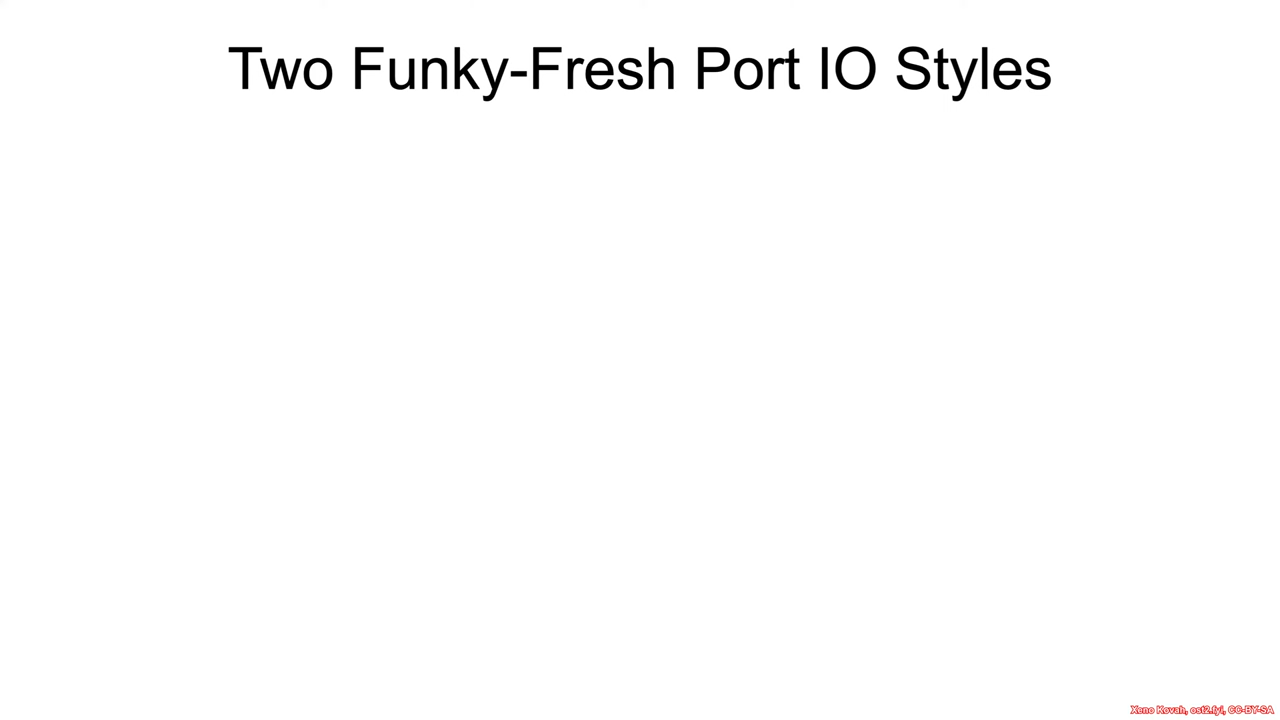 Two Funky-Fresh Port IO Styles
Xeno Kovah, ost2.fyi, CC-BY-SA